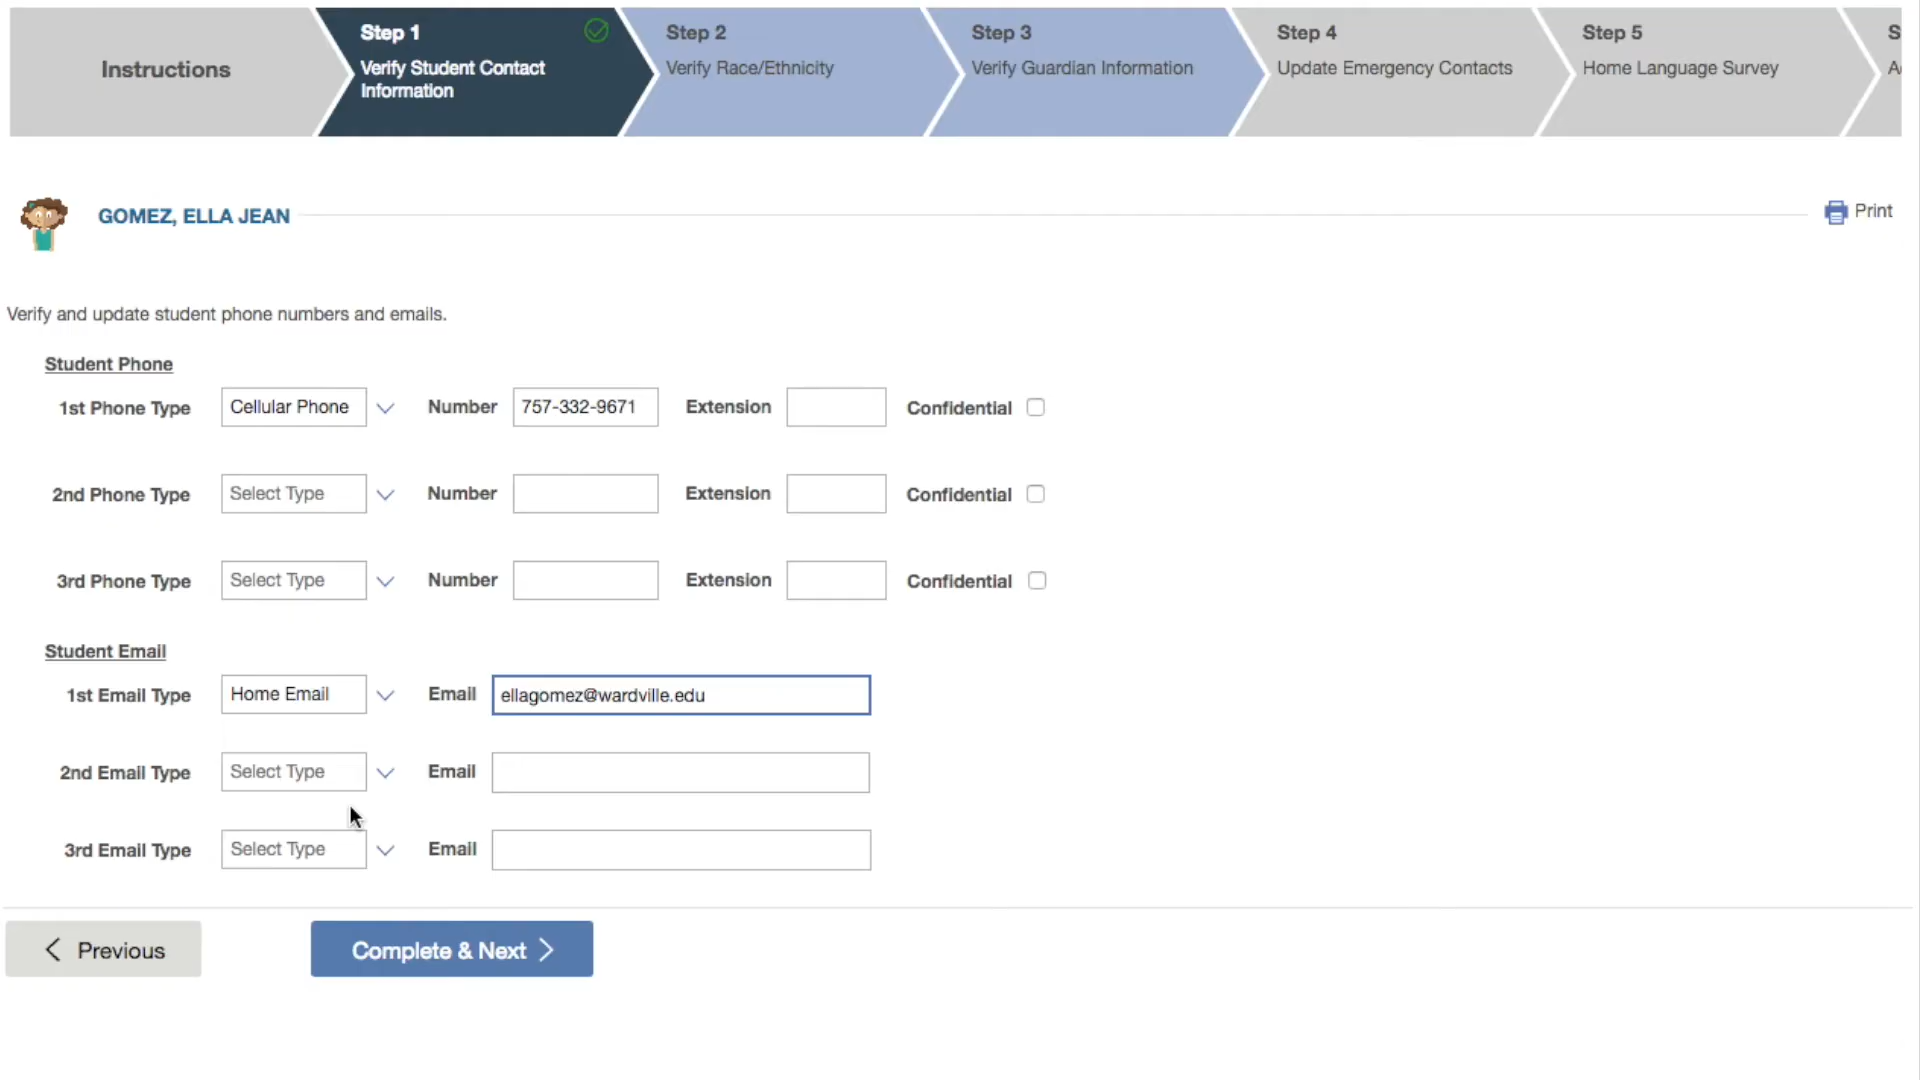 Instructions
Step 1
Verify Student Contact
Information
Step 2
Verify Race/Ethnicity
Step 3
Verify Guardian Information
Step 4
Update Emergency Contacts
Step 5
Home Language Survey
GOMEZ, ELLA JEAN
Print
Verify and update student phone numbers and emails.
Student Phone
1st Phone Type Cellular Phone Number 757-332-9671 Extension Confidential
2nd Phone Type Select Type Number Extension Confidential
3rd Phone Type Select Type Number Extension Confidential
Student Email
1st Email Type Home Email Email ellagomez@wardville.edu
2nd Email Type Select Type Email
3rd Email Type Select Type Email
Previous
Complete & Next